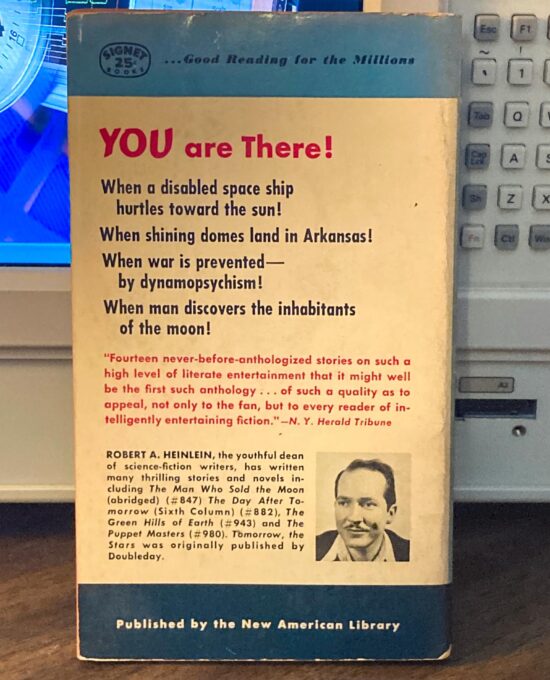 SIGNET
25¢
BOOKS
...Good Reading for the Millions
YOU are There!
When a disabled space ship
hurtles toward the sun!
When shining domes land in Arkansas!
When war is prevented—
by dynamopsychism!
When man discovers the inhabitants
of the moon!
"Fourteen never-before-anthologized stories on such a
high level of literate entertainment that it might well
be the first such anthology . . . of such a quality as to
appeal, not only to the fan, but to every reader of in-
telligently entertaining fiction."—N. Y. Herald Tribune
ROBERT A. HEINLEIN, the youthful dean
of science-fiction writers, has written
many thrilling stories and novels in-
cluding The Man Who Sold the Moon
(abridged) (#847) The Day After To-
morrow (Sixth Column) (#882), The
Green Hills of Earth (#943) and The
Puppet Masters (#980). Tomorrow, the
Stars was originally published by
Doubleday.
Published by the New American Library
Esc F1
~ !
1
Tab Q
Cap A S
Z X
Fn Ctrl